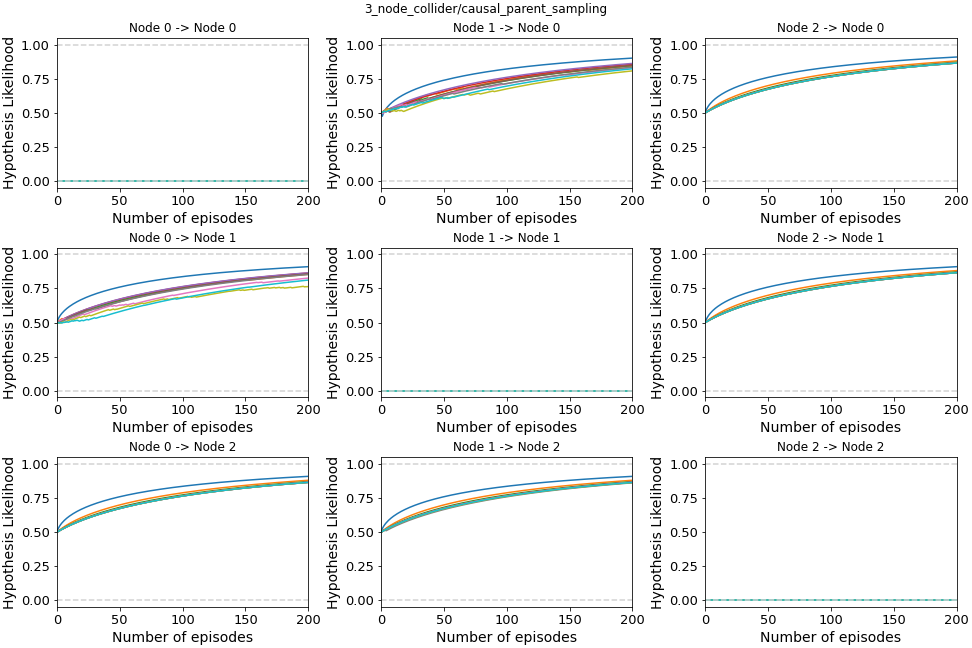 3_node_collider/causal_parent_sampling
Node 0 -> Node 0
Hypothesis Likelihood
1.00
0.75
0.50
0.25
0.00
0 50 100 150 200
Number of episodes
Node 1 -> Node 0
Hypothesis Likelihood
1.00
0.75
0.50
0.25
0.00
0 50 100 150 200
Number of episodes
Node 2 -> Node 0
Hypothesis Likelihood
1.00
0.75
0.50
0.25
0.00
0 50 100 150 200
Number of episodes
Node 0 -> Node 1
Hypothesis Likelihood
1.00
0.75
0.50
0.25
0.00
0 50 100 150 200
Number of episodes
Node 1 -> Node 1
Hypothesis Likelihood
1.00
0.75
0.50
0.25
0.00
0 50 100 150 200
Number of episodes
Node 2 -> Node 1
Hypothesis Likelihood
1.00
0.75
0.50
0.25
0.00
0 50 100 150 200
Number of episodes
Node 0 -> Node 2
Hypothesis Likelihood
1.00
0.75
0.50
0.25
0.00
0 50 100 150 200
Number of episodes
Node 1 -> Node 2
Hypothesis Likelihood
1.00
0.75
0.50
0.25
0.00
0 50 100 150 200
Number of episodes
Node 2 -> Node 2
Hypothesis Likelihood
1.00
0.75
0.50
0.25
0.00
0 50 100 150 200
Number of episodes